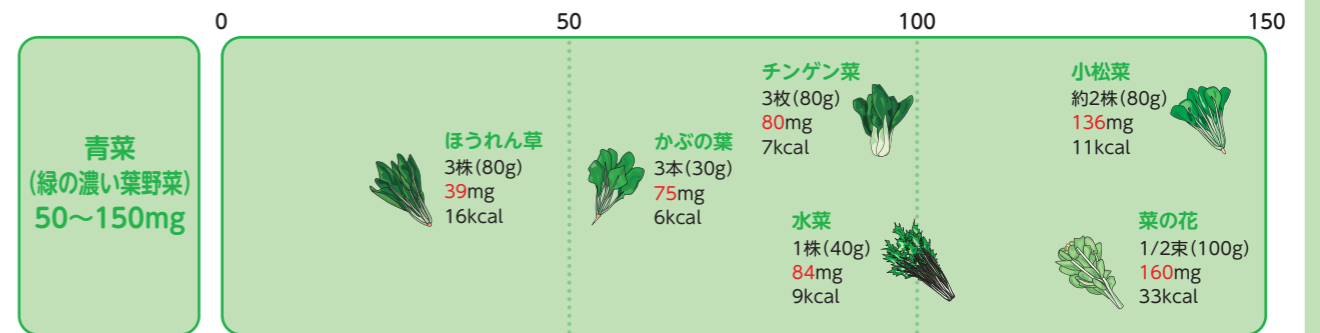 0 50 100 150
青菜
(緑の濃い葉野菜)
50〜150mg
ほうれん草
3株(80g)
39mg
16kcal
かぶの葉
3本(30g)
75mg
6kcal
チンゲン菜
3枚(80g)
80mg
7kcal
水菜
1株(40g)
84mg
9kcal
小松菜
約2株(80g)
136mg
11kcal
菜の花
1/2束(100g)
160mg
33kcal